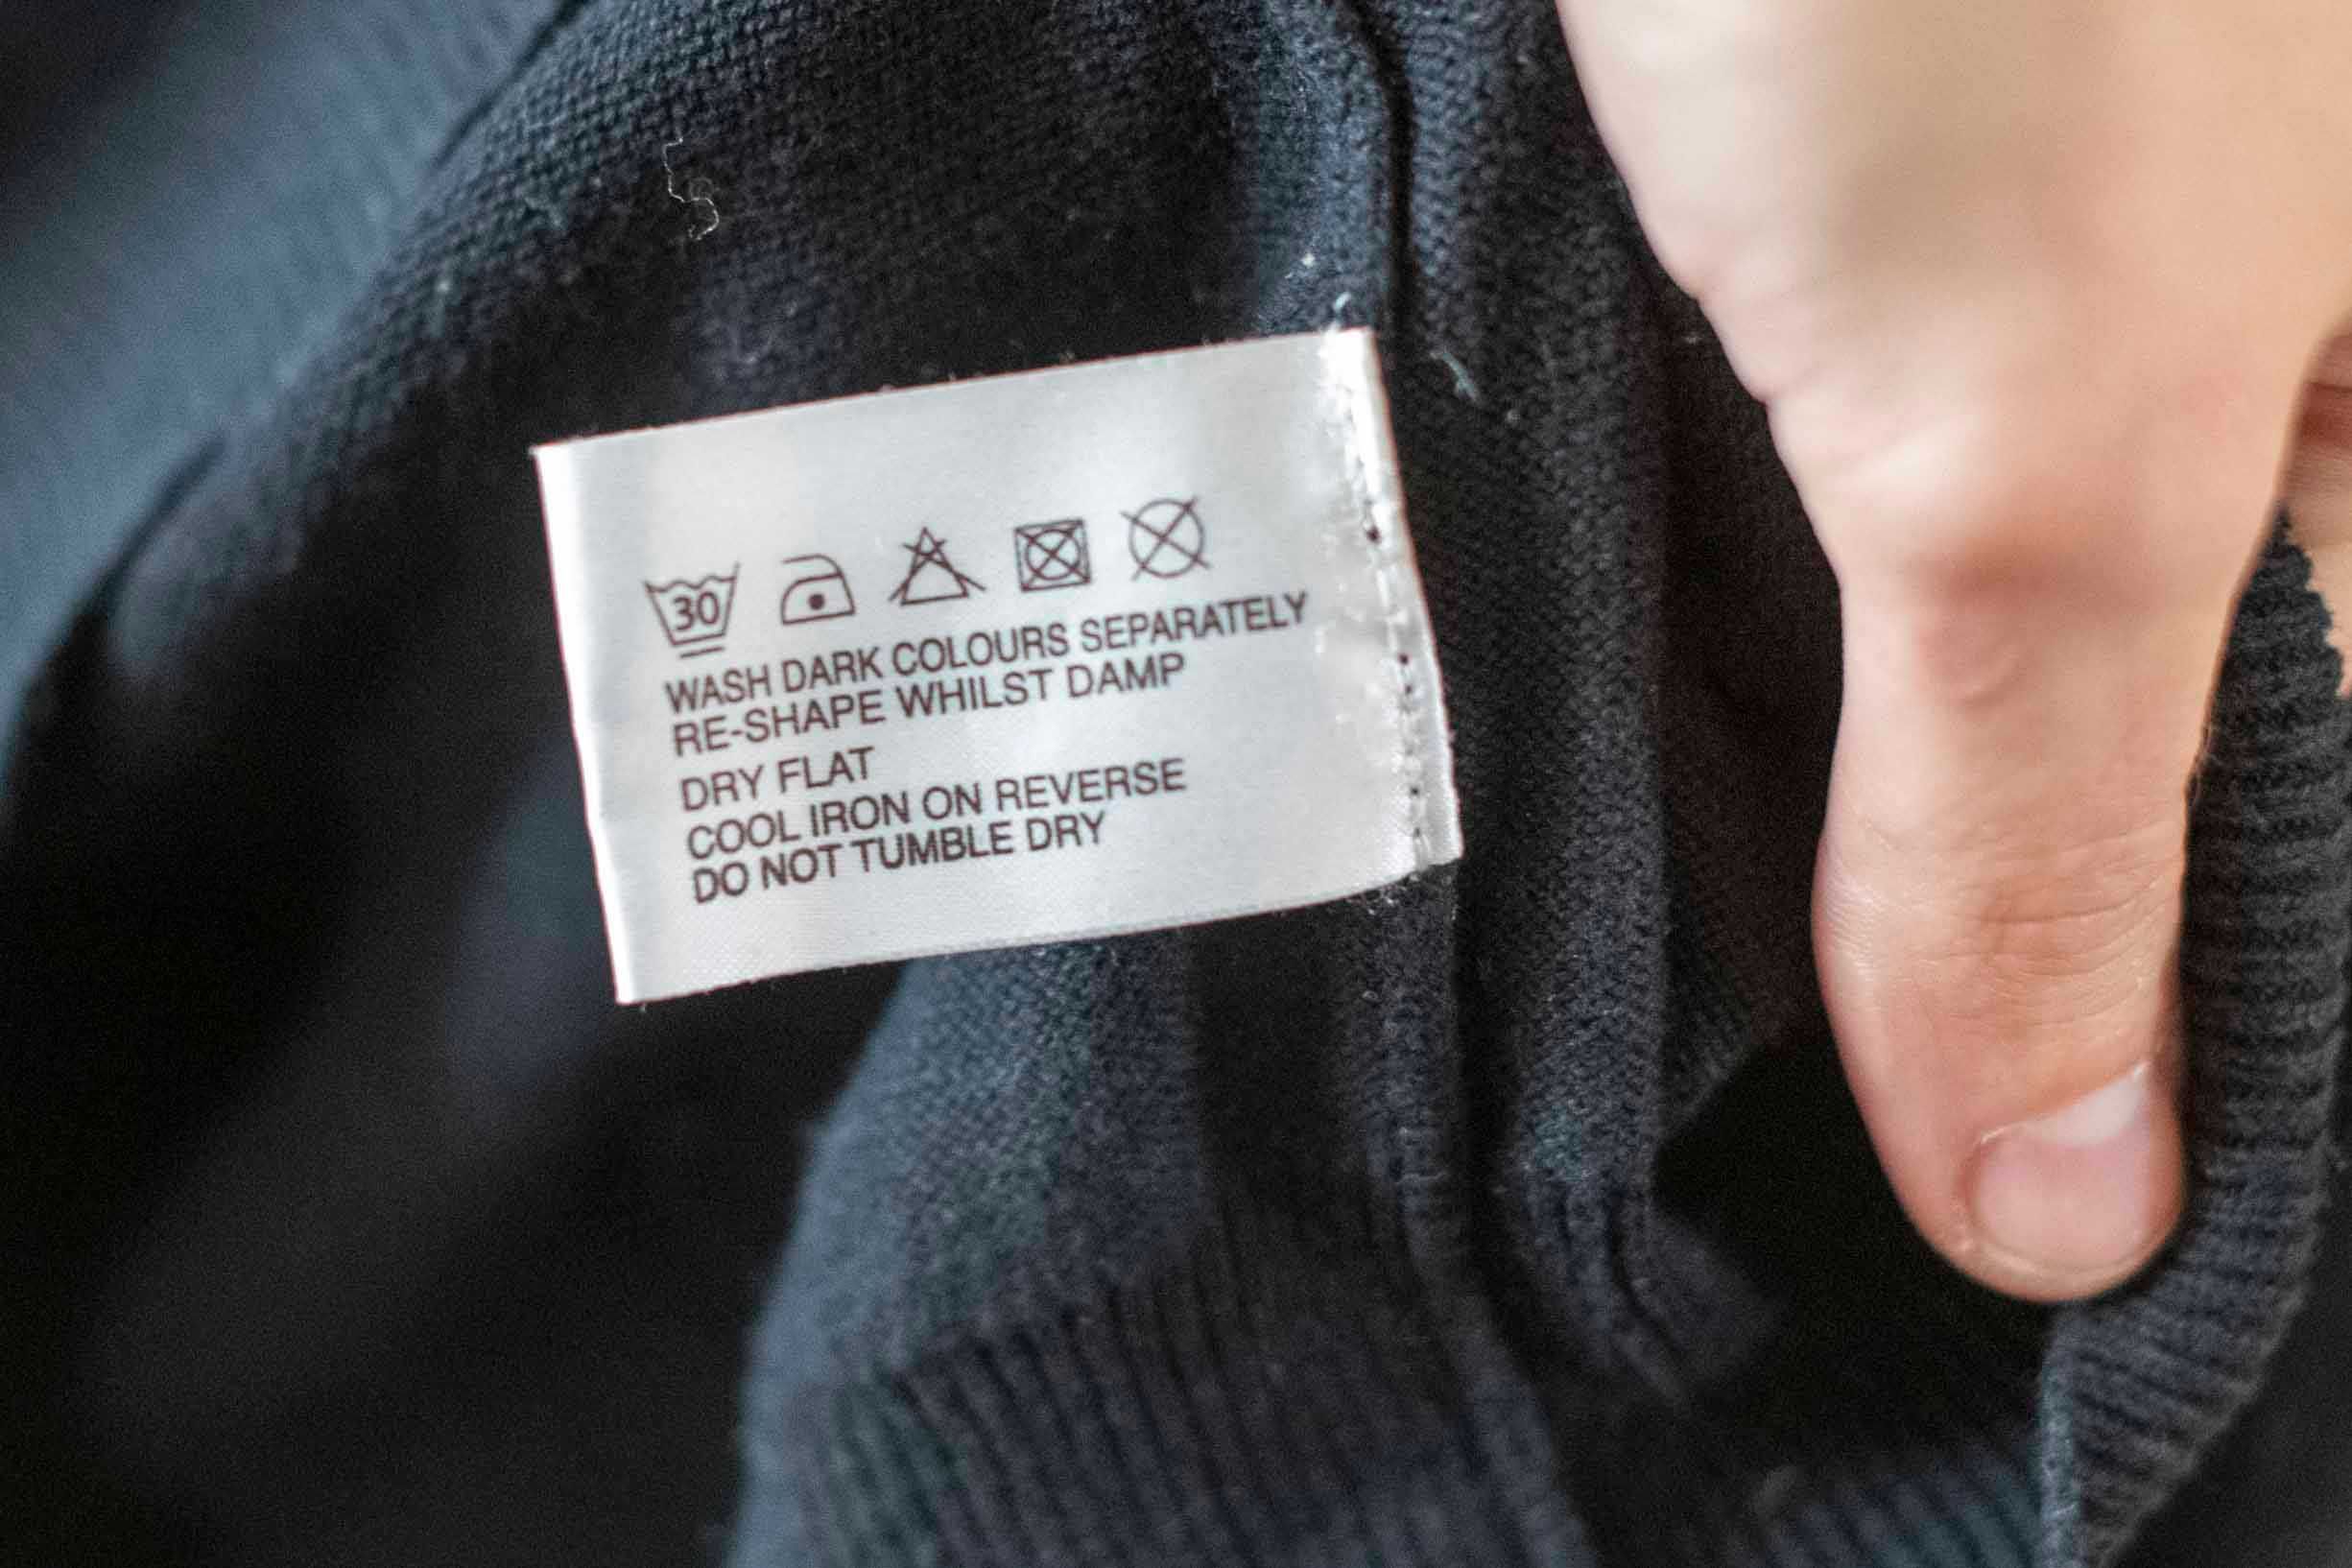 30
WASH DARK COLOURS SEPARATELY
RE-SHAPE WHILST DAMP
DRY FLAT
COOL IRON ON REVERSE
DO NOT TUMBLE DRY